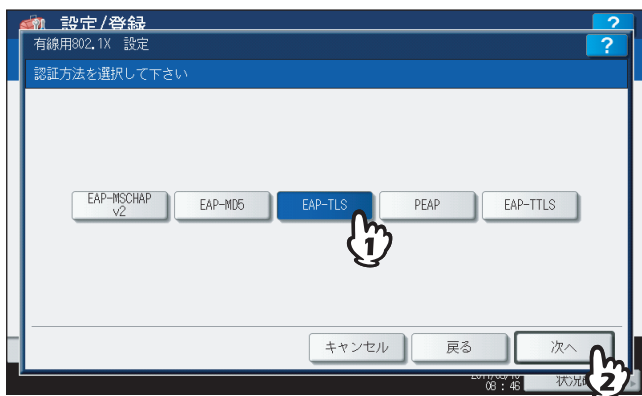 設定/登録
?
有線用802.1X 設定
?
認証方法を選択して下さい
EAP-MSCHAP
v2
EAP-MD5
EAP-TLS
PEAP
EAP-TTLS
1
キャンセル
戻る
次へ
2
08:46